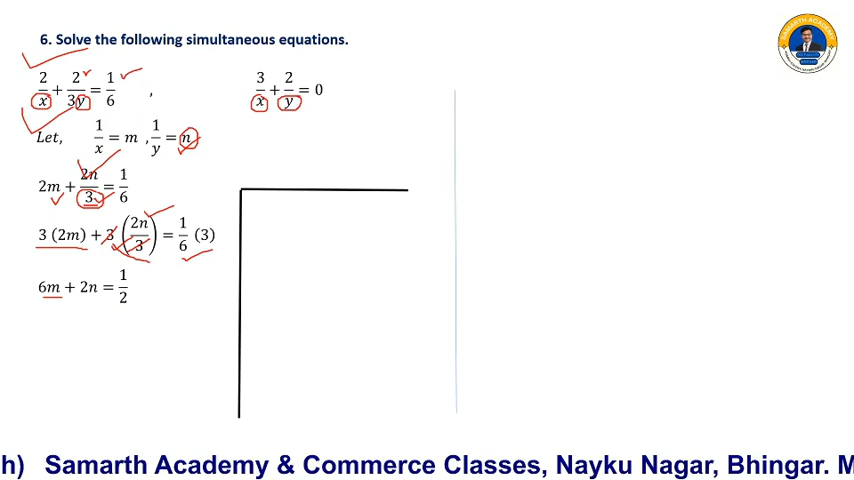 6. Solve the following simultaneous equations.
2/x + 2/3y = 1/6 , 3/x + 2/y = 0
Let, 1/x = m , 1/y = n
2m + 2n/3 = 1/6
3 (2m) + 3 (2n/3) = 1/6 (3)
6m + 2n = 1/2
SAMARTH ACADEMY
h) Samarth Academy & Commerce Classes, Nayku Nagar, Bhingar. M